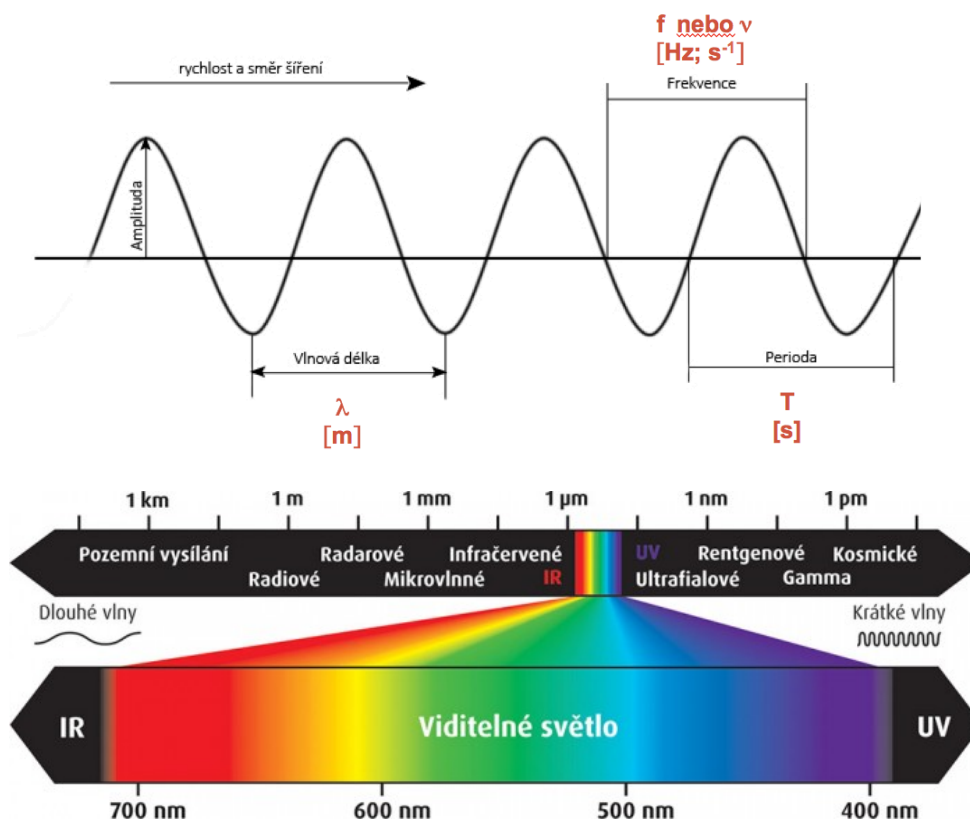 f nebo ν
[Hz; s⁻¹]
rychlost a směr šíření
Frekvence
Amplituda
Vlnová délka
Perioda
λ
[m]
T
[s]
1 km 1 m 1 mm 1 μm 1 nm 1 pm
Pozemní vysílání Radarové Infračervené UV Rentgenové Kosmické
Radiové Mikrovlnné IR Ultrafialové Gamma
Dlouhé vlny Krátké vlny
IR Viditelné světlo UV
700 nm 600 nm 500 nm 400 nm